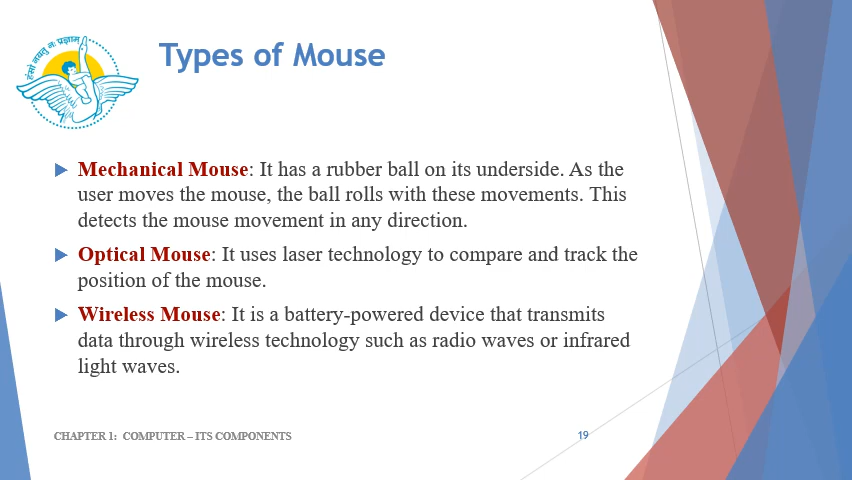 हंसो नयतु नः प्रज्ञाम्
Types of Mouse
Mechanical Mouse: It has a rubber ball on its underside. As the
user moves the mouse, the ball rolls with these movements. This
detects the mouse movement in any direction.
Optical Mouse: It uses laser technology to compare and track the
position of the mouse.
Wireless Mouse: It is a battery-powered device that transmits
data through wireless technology such as radio waves or infrared
light waves.
CHAPTER 1: COMPUTER – ITS COMPONENTS
19